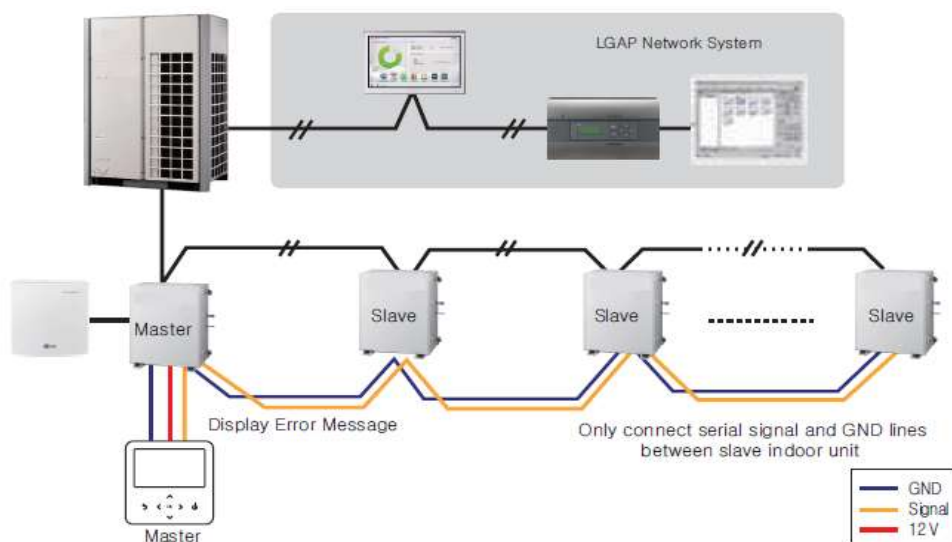 LGAP Network System
Master
Slave
Slave
Slave
Display Error Message
Only connect serial signal and GND lines
between slave indoor unit
Master
GND
Signal
12 V